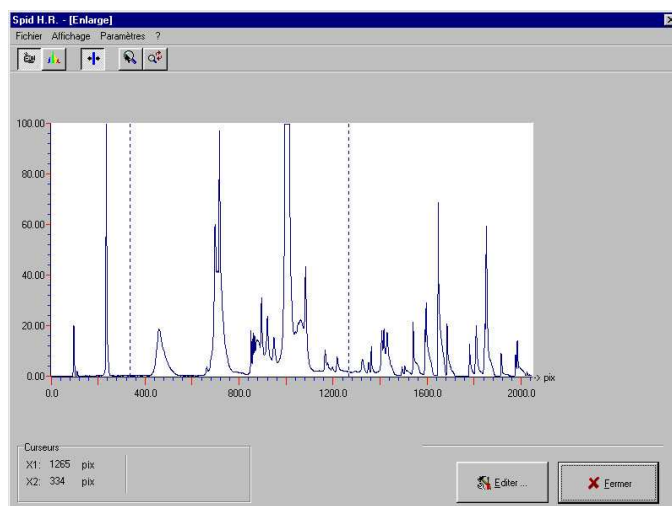 Spid H.R. - [Enlarge]
Fichier Affichage Paramètres ?
100.00
80.00
60.00
40.00
20.00
0.00
0.0 400.0 800.0 1200.0 1600.0 2000.0 -> pix
Curseurs
X1: 1265 pix
X2: 334 pix
Editer ...
Fermer